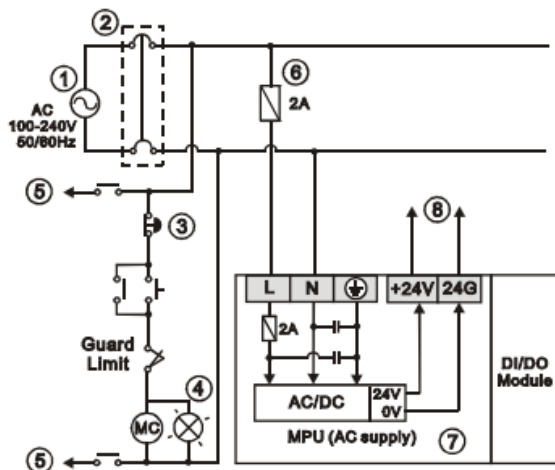 ②
①
AC
100-240V
50/60Hz
⑥
2A
⑤
③
⑧
L N +24V 24G
2A
Guard
Limit
DI/DO
Module
④
24V
AC/DC
0V
MC
MPU (AC supply) ⑦
⑤